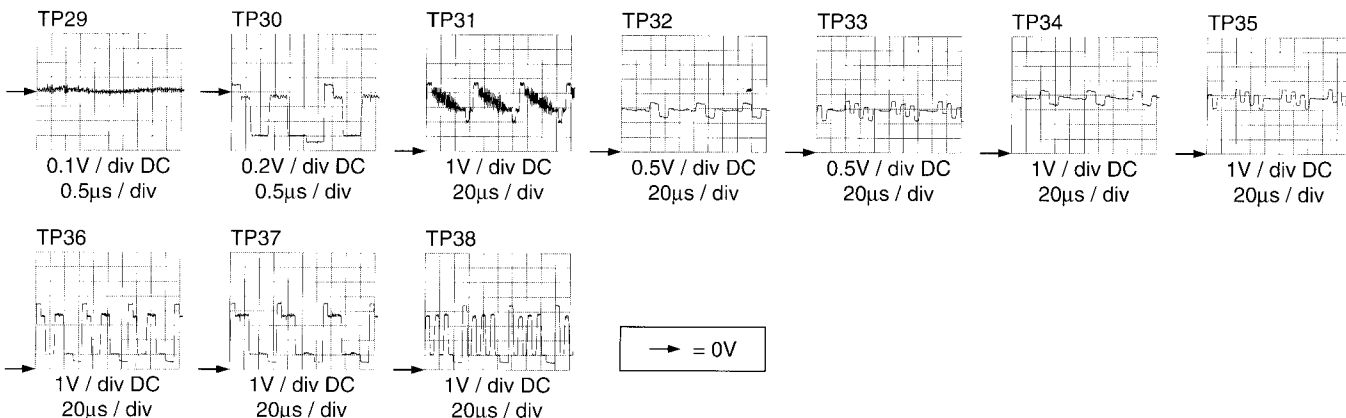 TP29 TP30 TP31 TP32 TP33 TP34 TP35
0.1V / div DC 0.2V / div DC 1V / div DC 0.5V / div DC 0.5V / div DC 1V / div DC 1V / div DC
0.5µs / div 0.5µs / div 20µs / div 20µs / div 20µs / div 20µs / div 20µs / div
TP36 TP37 TP38
= 0V
1V / div DC 1V / div DC 1V / div DC
20µs / div 20µs / div 20µs / div